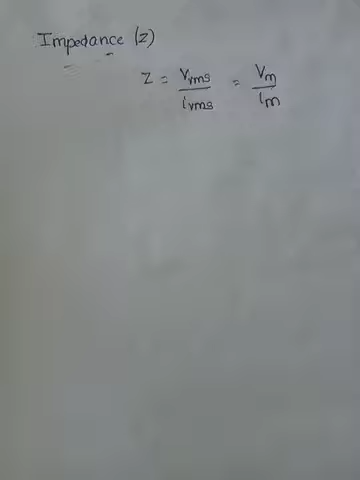 Impedance (z)
Z = Vrms / irms = Vm / im